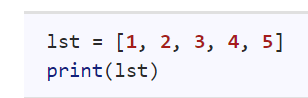 lst = [1, 2, 3, 4, 5]
print(lst)